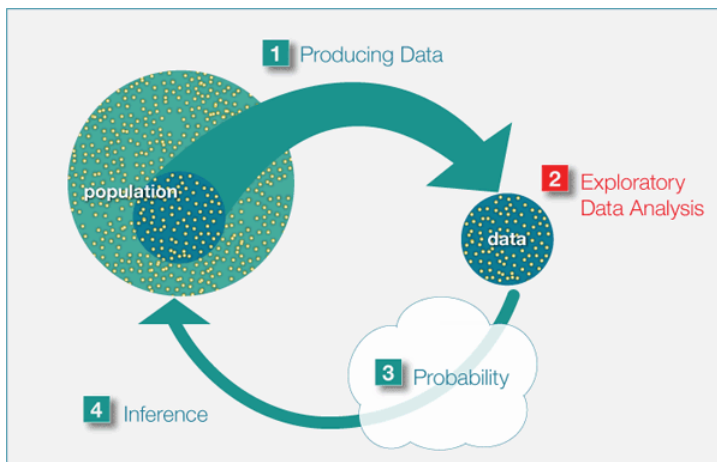 1 Producing Data
population
2 Exploratory
Data Analysis
data
3 Probability
4 Inference